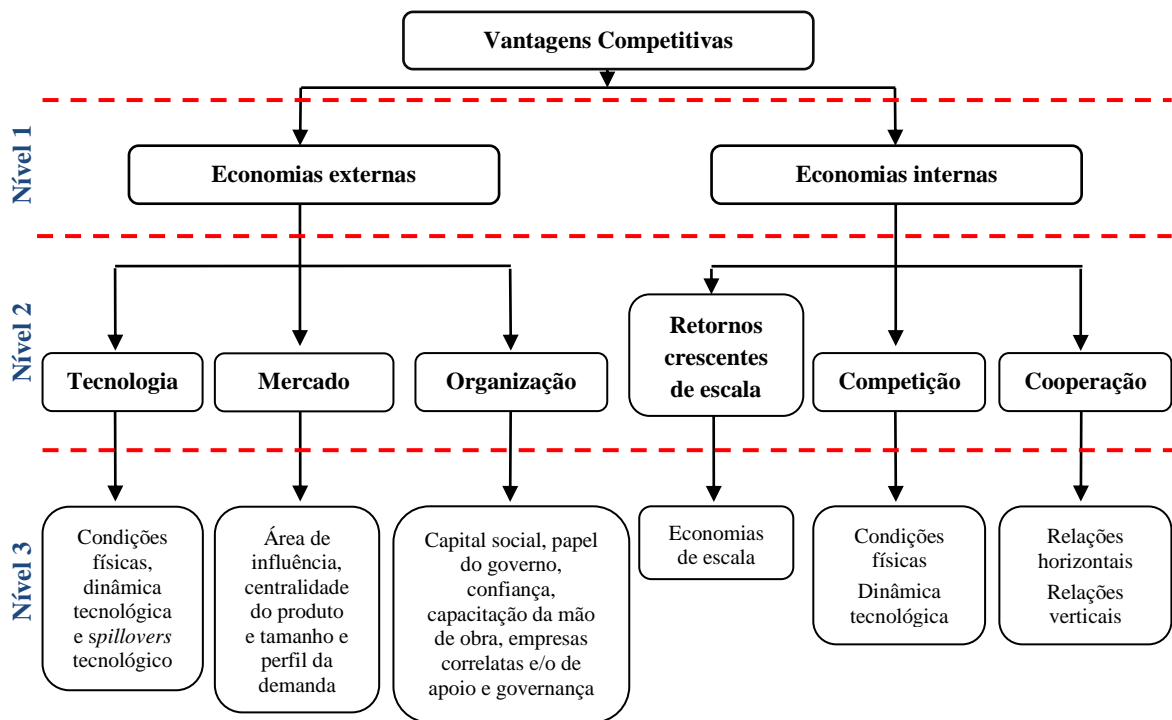 Vantagens Competitivas
Nível 1
Economias externas
Economias internas
Nível 2
Tecnologia
Mercado
Organização
Retornos
crescentes
de escala
Competição
Cooperação
Nível 3
Condições
físicas,
dinâmica
tecnológica
e spillovers
tecnológico
Área de
influência,
centralidade
do produto
e tamanho e
perfil da
demanda
Capital social, papel
do governo,
confiança,
capacitação da mão
de obra, empresas
correlatas e/o de
apoio e governança
Economias
de escala
Condições
físicas
Dinâmica
tecnológica
Relações
horizontais
Relações
verticais